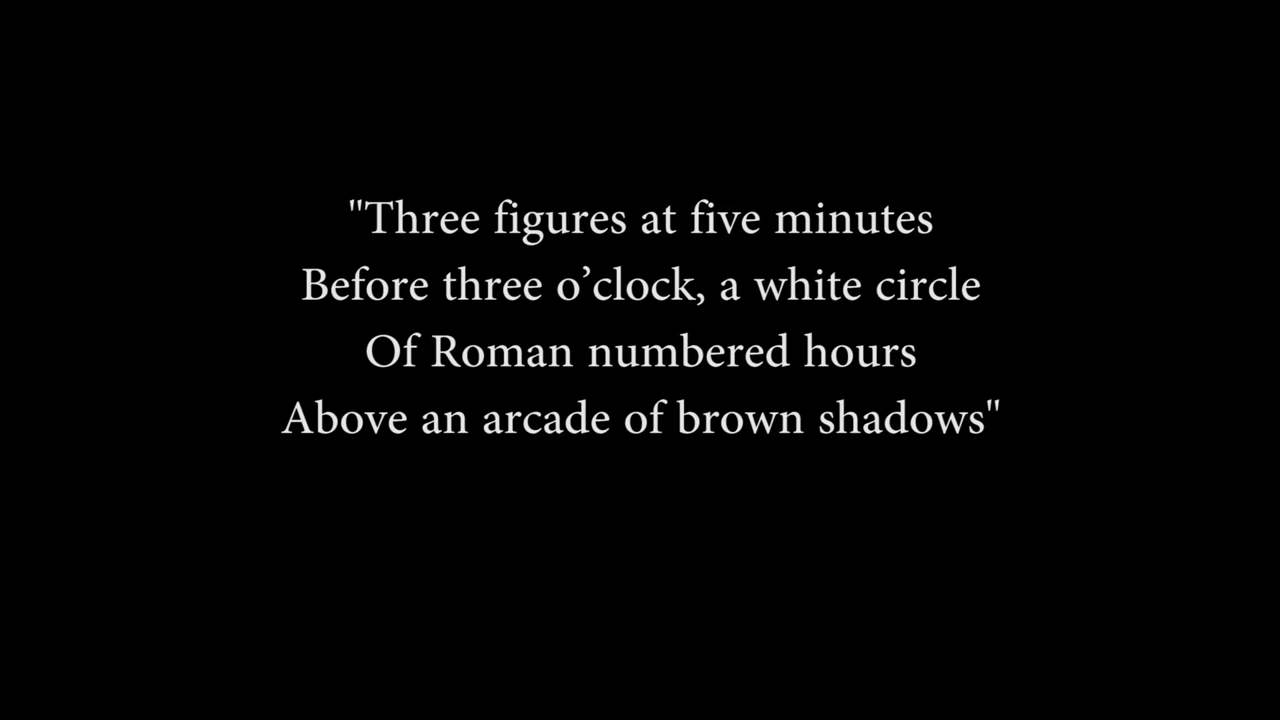 "Three figures at five minutes
Before three o’clock, a white circle
Of Roman numbered hours
Above an arcade of brown shadows"